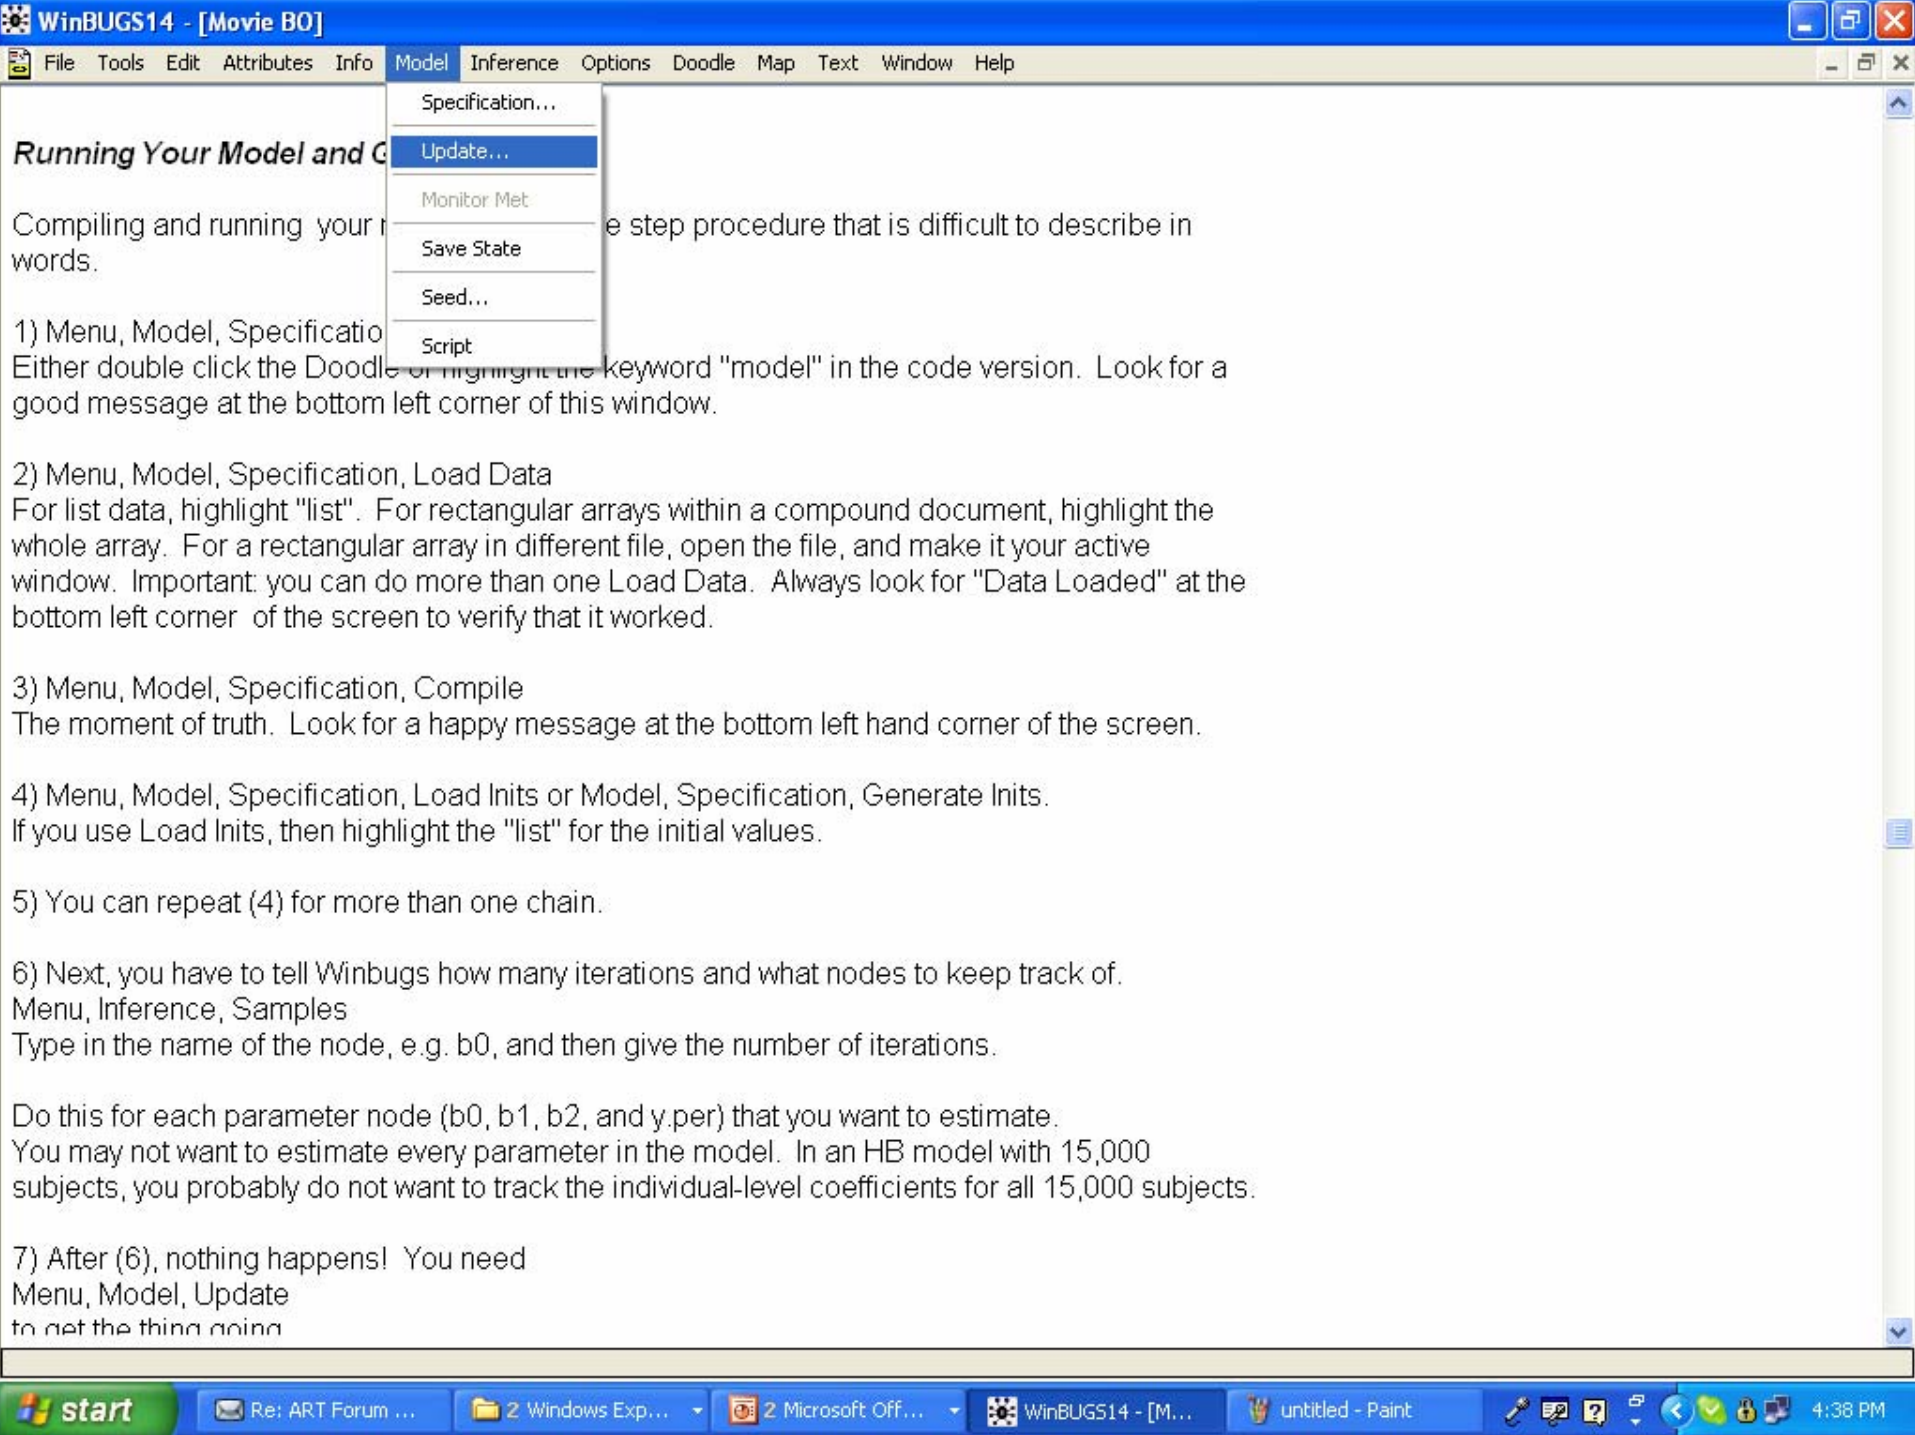 WinBUGS14 - [Movie BO]
File Tools Edit Attributes Info Model Inference Options Doodle Map Text Window Help
Specification...
Update...
Monitor Met
Save State
Seed...
Script
Running Your Model and
Compiling and running your
e step procedure that is difficult to describe in
words.
1) Menu, Model, Specificatio
Either double click the Doodle or highlight the keyword "model" in the code version. Look for a
good message at the bottom left corner of this window.
2) Menu, Model, Specification, Load Data
For list data, highlight "list". For rectangular arrays within a compound document, highlight the
whole array. For a rectangular array in different file, open the file, and make it your active
window. Important: you can do more than one Load Data. Always look for "Data Loaded" at the
bottom left corner of the screen to verify that it worked.
3) Menu, Model, Specification, Compile
The moment of truth. Look for a happy message at the bottom left hand corner of the screen.
4) Menu, Model, Specification, Load Inits or Model, Specification, Generate Inits.
If you use Load Inits, then highlight the "list" for the initial values.
5) You can repeat (4) for more than one chain.
6) Next, you have to tell Winbugs how many iterations and what nodes to keep track of.
Menu, Inference, Samples
Type in the name of the node, e.g. b0, and then give the number of iterations.
Do this for each parameter node (b0, b1, b2, and y.per) that you want to estimate.
You may not want to estimate every parameter in the model. In an HB model with 15,000
subjects, you probably do not want to track the individual-level coefficients for all 15,000 subjects.
7) After (6), nothing happens! You need
Menu, Model, Update
to get the thing going
start Re: ART Forum ... 2 Windows Exp... 2 Microsoft Off... WinBUGS14 - [M... untitled - Paint 4:38 PM